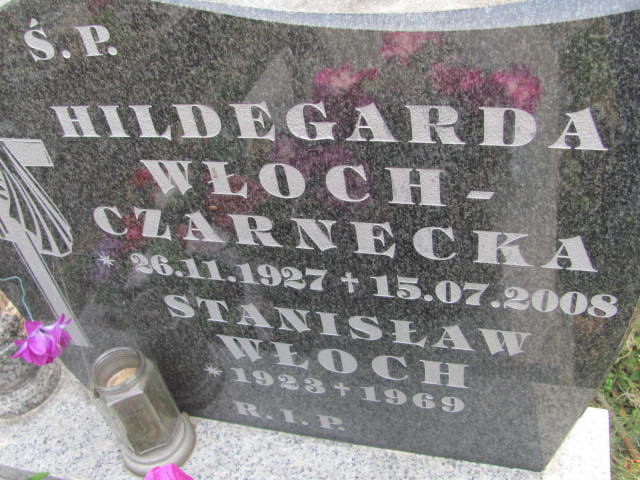 Ś.P.
HILDEGARDA
WŁOCH-
CZARNECKA
* 26.11.1927 + 15.07.2008
STANISŁAW
WŁOCH
* 1923 + 1969
R.I.P.